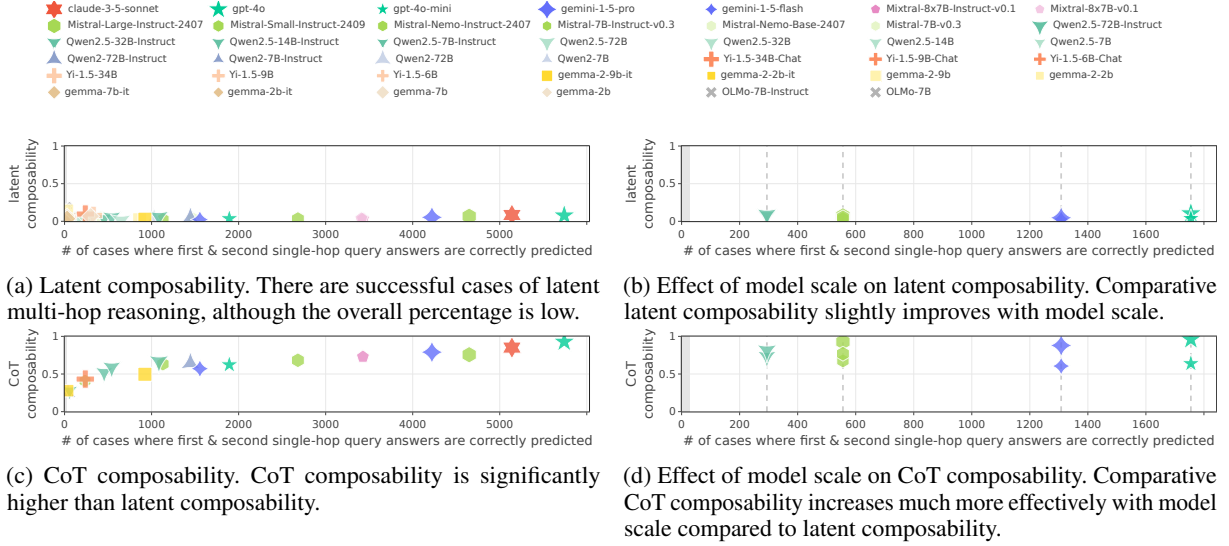 claude-3-5-sonnet gpt-4o gpt-4o-mini gemini-1-5-pro gemini-1-5-flash Mixtral-8x7B-Instruct-v0.1 Mixtral-8x7B-v0.1
Mistral-Large-Instruct-2407 Mistral-Small-Instruct-2409 Mistral-Nemo-Instruct-2407 Mistral-7B-Instruct-v0.3 Mistral-Nemo-Base-2407 Mistral-7B-v0.3 Qwen2.5-72B-Instruct
Qwen2.5-32B-Instruct Qwen2.5-14B-Instruct Qwen2.5-7B-Instruct Qwen2.5-72B Qwen2.5-32B Qwen2.5-14B Qwen2.5-7B
Qwen2-72B-Instruct Qwen2-7B-Instruct Qwen2-72B Qwen2-7B Yi-1.5-34B-Chat Yi-1.5-9B-Chat Yi-1.5-6B-Chat
Yi-1.5-34B Yi-1.5-9B Yi-1.5-6B gemma-2-9b-it gemma-2-2b-it gemma-2-9b gemma-2-2b
gemma-7b-it gemma-2b-it gemma-7b gemma-2b OLMo-7B-Instruct OLMo-7B
latent
composability
1
0.5
0
0 1000 2000 3000 4000 5000
# of cases where first & second single-hop query answers are correctly predicted
(a) Latent composability. There are successful cases of latent
multi-hop reasoning, although the overall percentage is low.
latent
composability
1
0.5
0
0 200 400 600 800 1000 1200 1400 1600
# of cases where first & second single-hop query answers are correctly predicted
(b) Effect of model scale on latent composability. Comparative
latent composability slightly improves with model scale.
CoT
composability
1
0.5
0
0 1000 2000 3000 4000 5000
# of cases where first & second single-hop query answers are correctly predicted
(c) CoT composability. CoT composability is significantly
higher than latent composability.
CoT
composability
1
0.5
0
0 200 400 600 800 1000 1200 1400 1600
# of cases where first & second single-hop query answers are correctly predicted
(d) Effect of model scale on CoT composability. Comparative
CoT composability increases much more effectively with model
scale compared to latent composability.